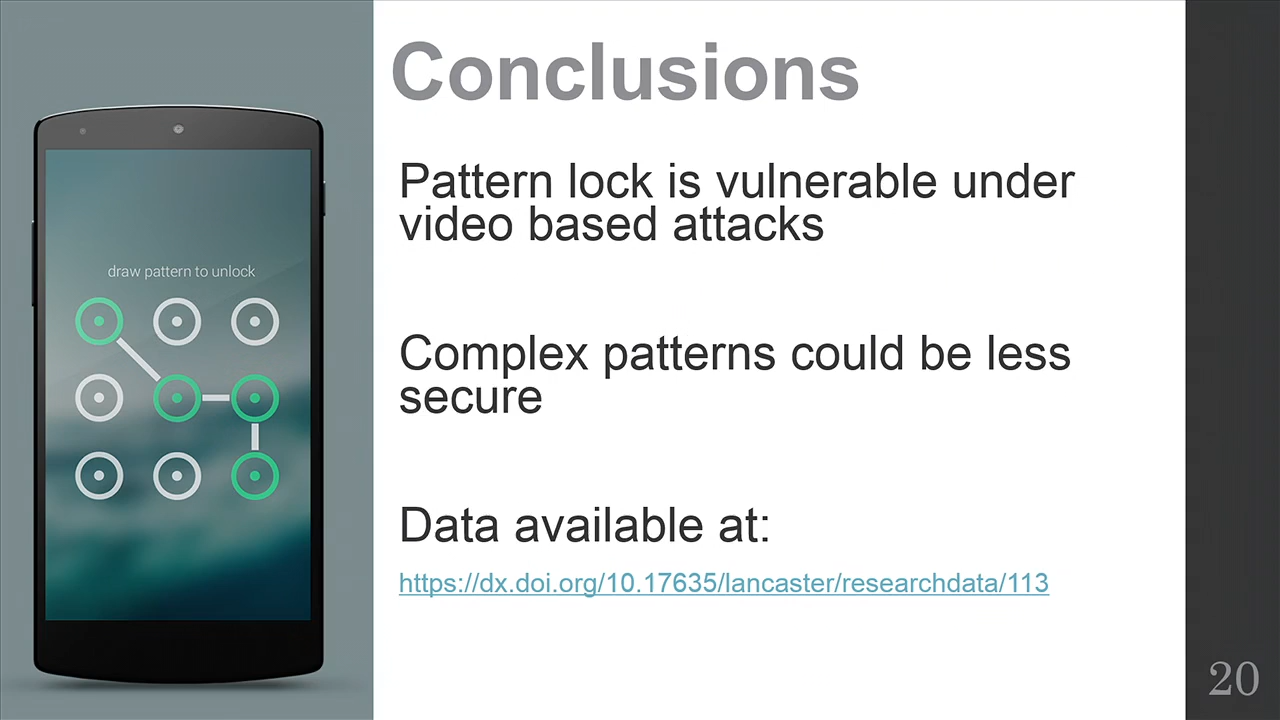 Conclusions
draw pattern to unlock
Pattern lock is vulnerable under
video based attacks
Complex patterns could be less
secure
Data available at:
https://dx.doi.org/10.17635/lancaster/researchdata/113
20